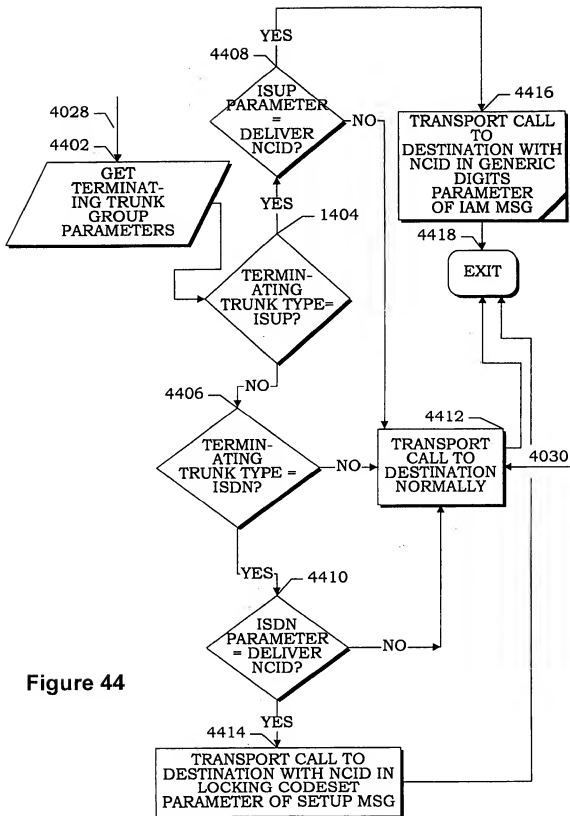 YES
4408
ISUP
PARAMETER
= DELIVER
NCID?
NO
4416
TRANSPORT CALL
TO
DESTINATION WITH
NCID IN GENERIC
DIGITS
PARAMETER
OF IAM MSG
4028
4402
GET
TERMINAT-
ING TRUNK
GROUP
PARAMETERS
YES
1404
4418
EXIT
TERMIN-
ATING
TRUNK TYPE=
ISUP?
NO
4406
TERMIN-
ATING
TRUNK TYPE =
ISDN?
NO
4412
TRANSPORT
CALL TO
DESTINATION
NORMALLY
4030
YES
4410
ISDN
PARAMETER
= DELIVER
NCID?
NO
Figure 44
YES
4414
TRANSPORT CALL TO
DESTINATION WITH NCID IN
LOCKING CODESET
PARAMETER OF SETUP MSG